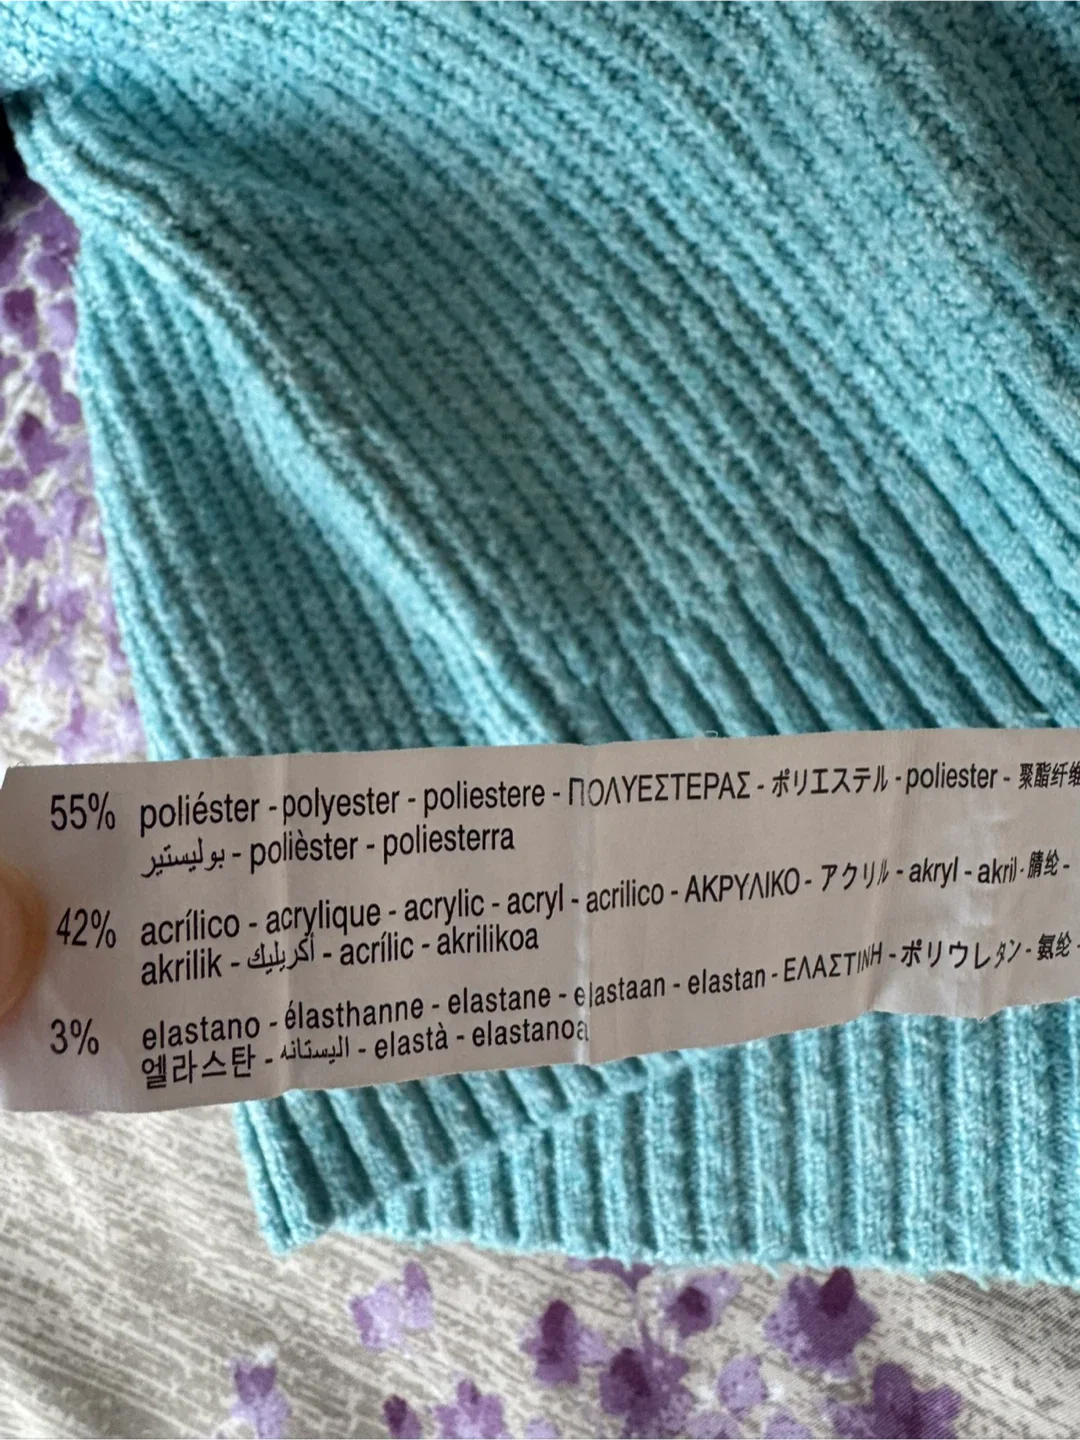 55% poliéster - polyester - poliestere - ΠΟΛΥΕΣΤΕΡΑΣ - ポリエステル - poliester - 聚酯纤维
بوليستير - polièster - poliesterra
42% acrílico - acrylique - acrylic - acryl - acrilico - ΑΚΡΥΛΙΚΟ - アクリル - akryl - akril - 腈纶 -
akrilik - أكريليك - acrílic - akrilikoa
3% elastano - élasthanne - elastane - elastaan - elastan - ΕΛΑΣΤΙΝΗ - ポリウレタン - 氨纶 -
엘라스탄 - اليستانه - elastà - elastanoa